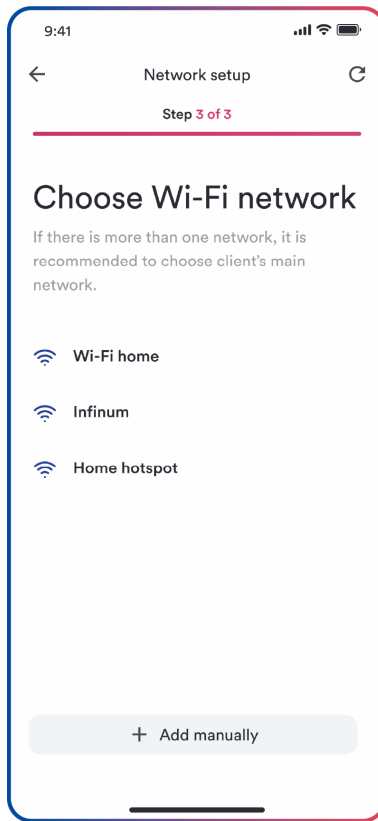 9:41
Network setup
Step 3 of 3
Choose Wi-Fi network
If there is more than one network, it is
recommended to choose client's main
network.
Wi-Fi home
Infinum
Home hotspot
+ Add manually